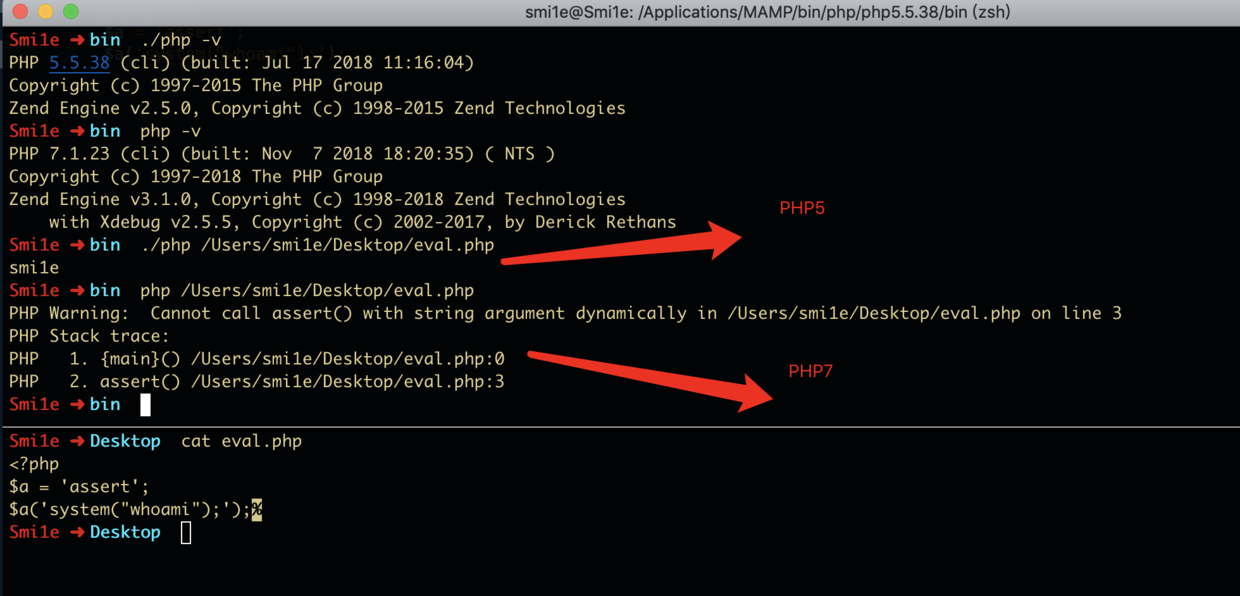 smi1e@Smi1e: /Applications/MAMP/bin/php/php5.5.38/bin (zsh)
Smi1e ➜ bin ./php -v
PHP 5.5.38 (cli) (built: Jul 17 2018 11:16:04)
Copyright (c) 1997-2015 The PHP Group
Zend Engine v2.5.0, Copyright (c) 1998-2015 Zend Technologies
Smi1e ➜ bin php -v
PHP 7.1.23 (cli) (built: Nov  7 2018 18:20:35) ( NTS )
Copyright (c) 1997-2018 The PHP Group
Zend Engine v3.1.0, Copyright (c) 1998-2018 Zend Technologies
    with Xdebug v2.5.5, Copyright (c) 2002-2017, by Derick Rethans
PHP5
Smi1e ➜ bin ./php /Users/smi1e/Desktop/eval.php
smi1e
Smi1e ➜ bin php /Users/smi1e/Desktop/eval.php
PHP Warning:  Cannot call assert() with string argument dynamically in /Users/smi1e/Desktop/eval.php on line 3
PHP Stack trace:
PHP   1. {main}() /Users/smi1e/Desktop/eval.php:0
PHP7
PHP   2. assert() /Users/smi1e/Desktop/eval.php:3
Smi1e ➜ bin
Smi1e ➜ Desktop cat eval.php
<?php
$a = 'assert';
$a('system("whoami");');%
Smi1e ➜ Desktop